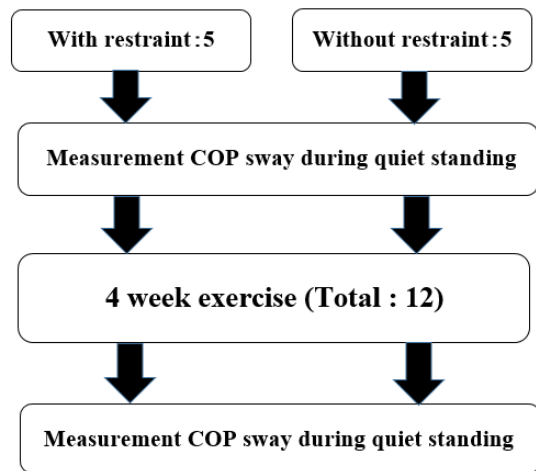 With restraint:5
Without restraint:5
Measurement COP sway during quiet standing
4 week exercise (Total : 12)
Measurement COP sway during quiet standing